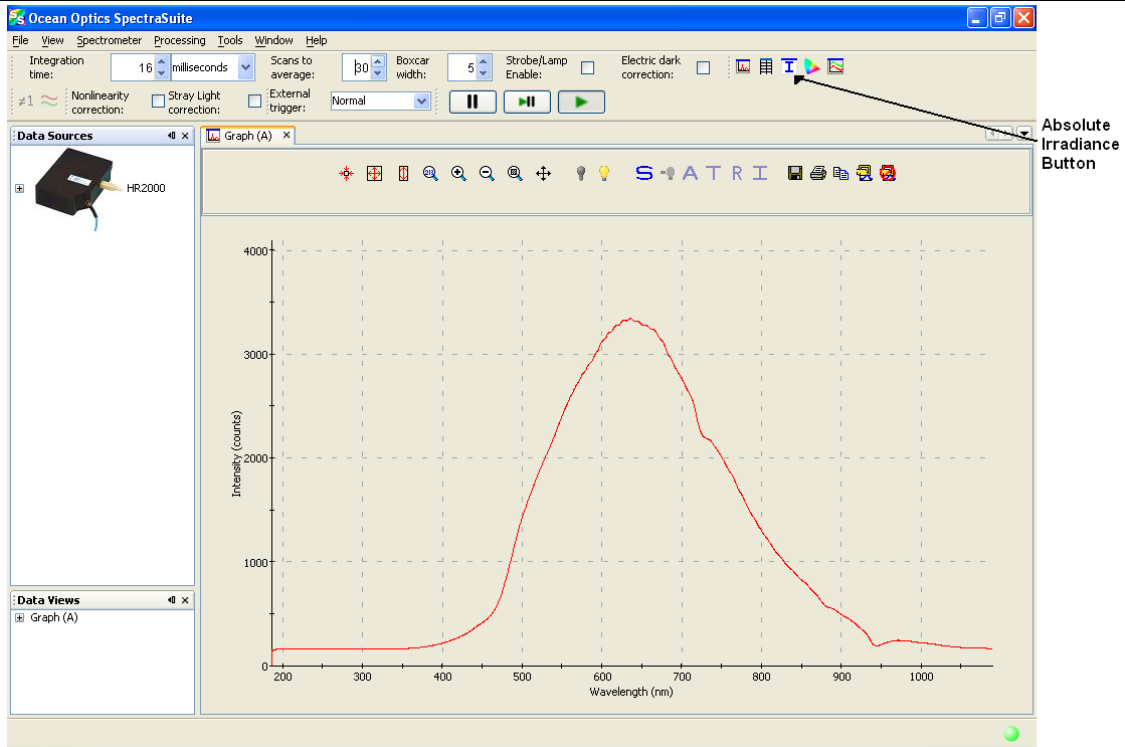 Ocean Optics SpectraSuite
File View Spectrometer Processing Tools Window Help
Integration time: 16 milliseconds Scans to average: 30 Boxcar width: 5 Strobe/Lamp Enable: Electric dark correction:
≠1 Nonlinearity correction: Stray Light correction: External trigger: Normal
Absolute
Irradiance
Button
Data Sources
HR2000
Graph (A)
S A T R I
4000
3000
2000
1000
0
Intensity (counts)
200 300 400 500 600 700 800 900 1000
Wavelength (nm)
Data Views
Graph (A)